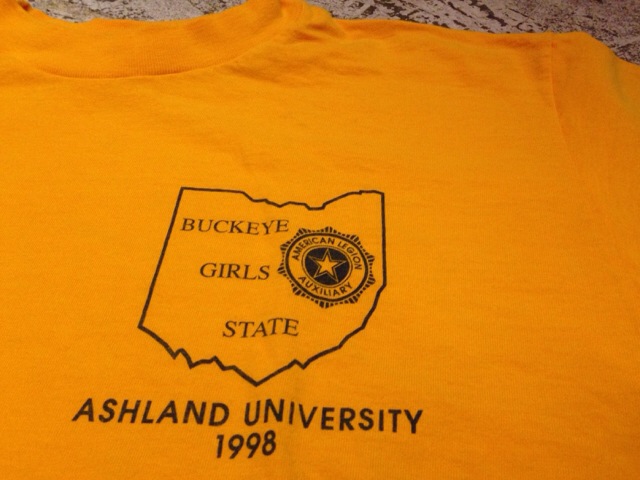 BUCKEYE
GIRLS
STATE
AMERICAN LEGION
AUXILIARY
ASHLAND UNIVERSITY
1998